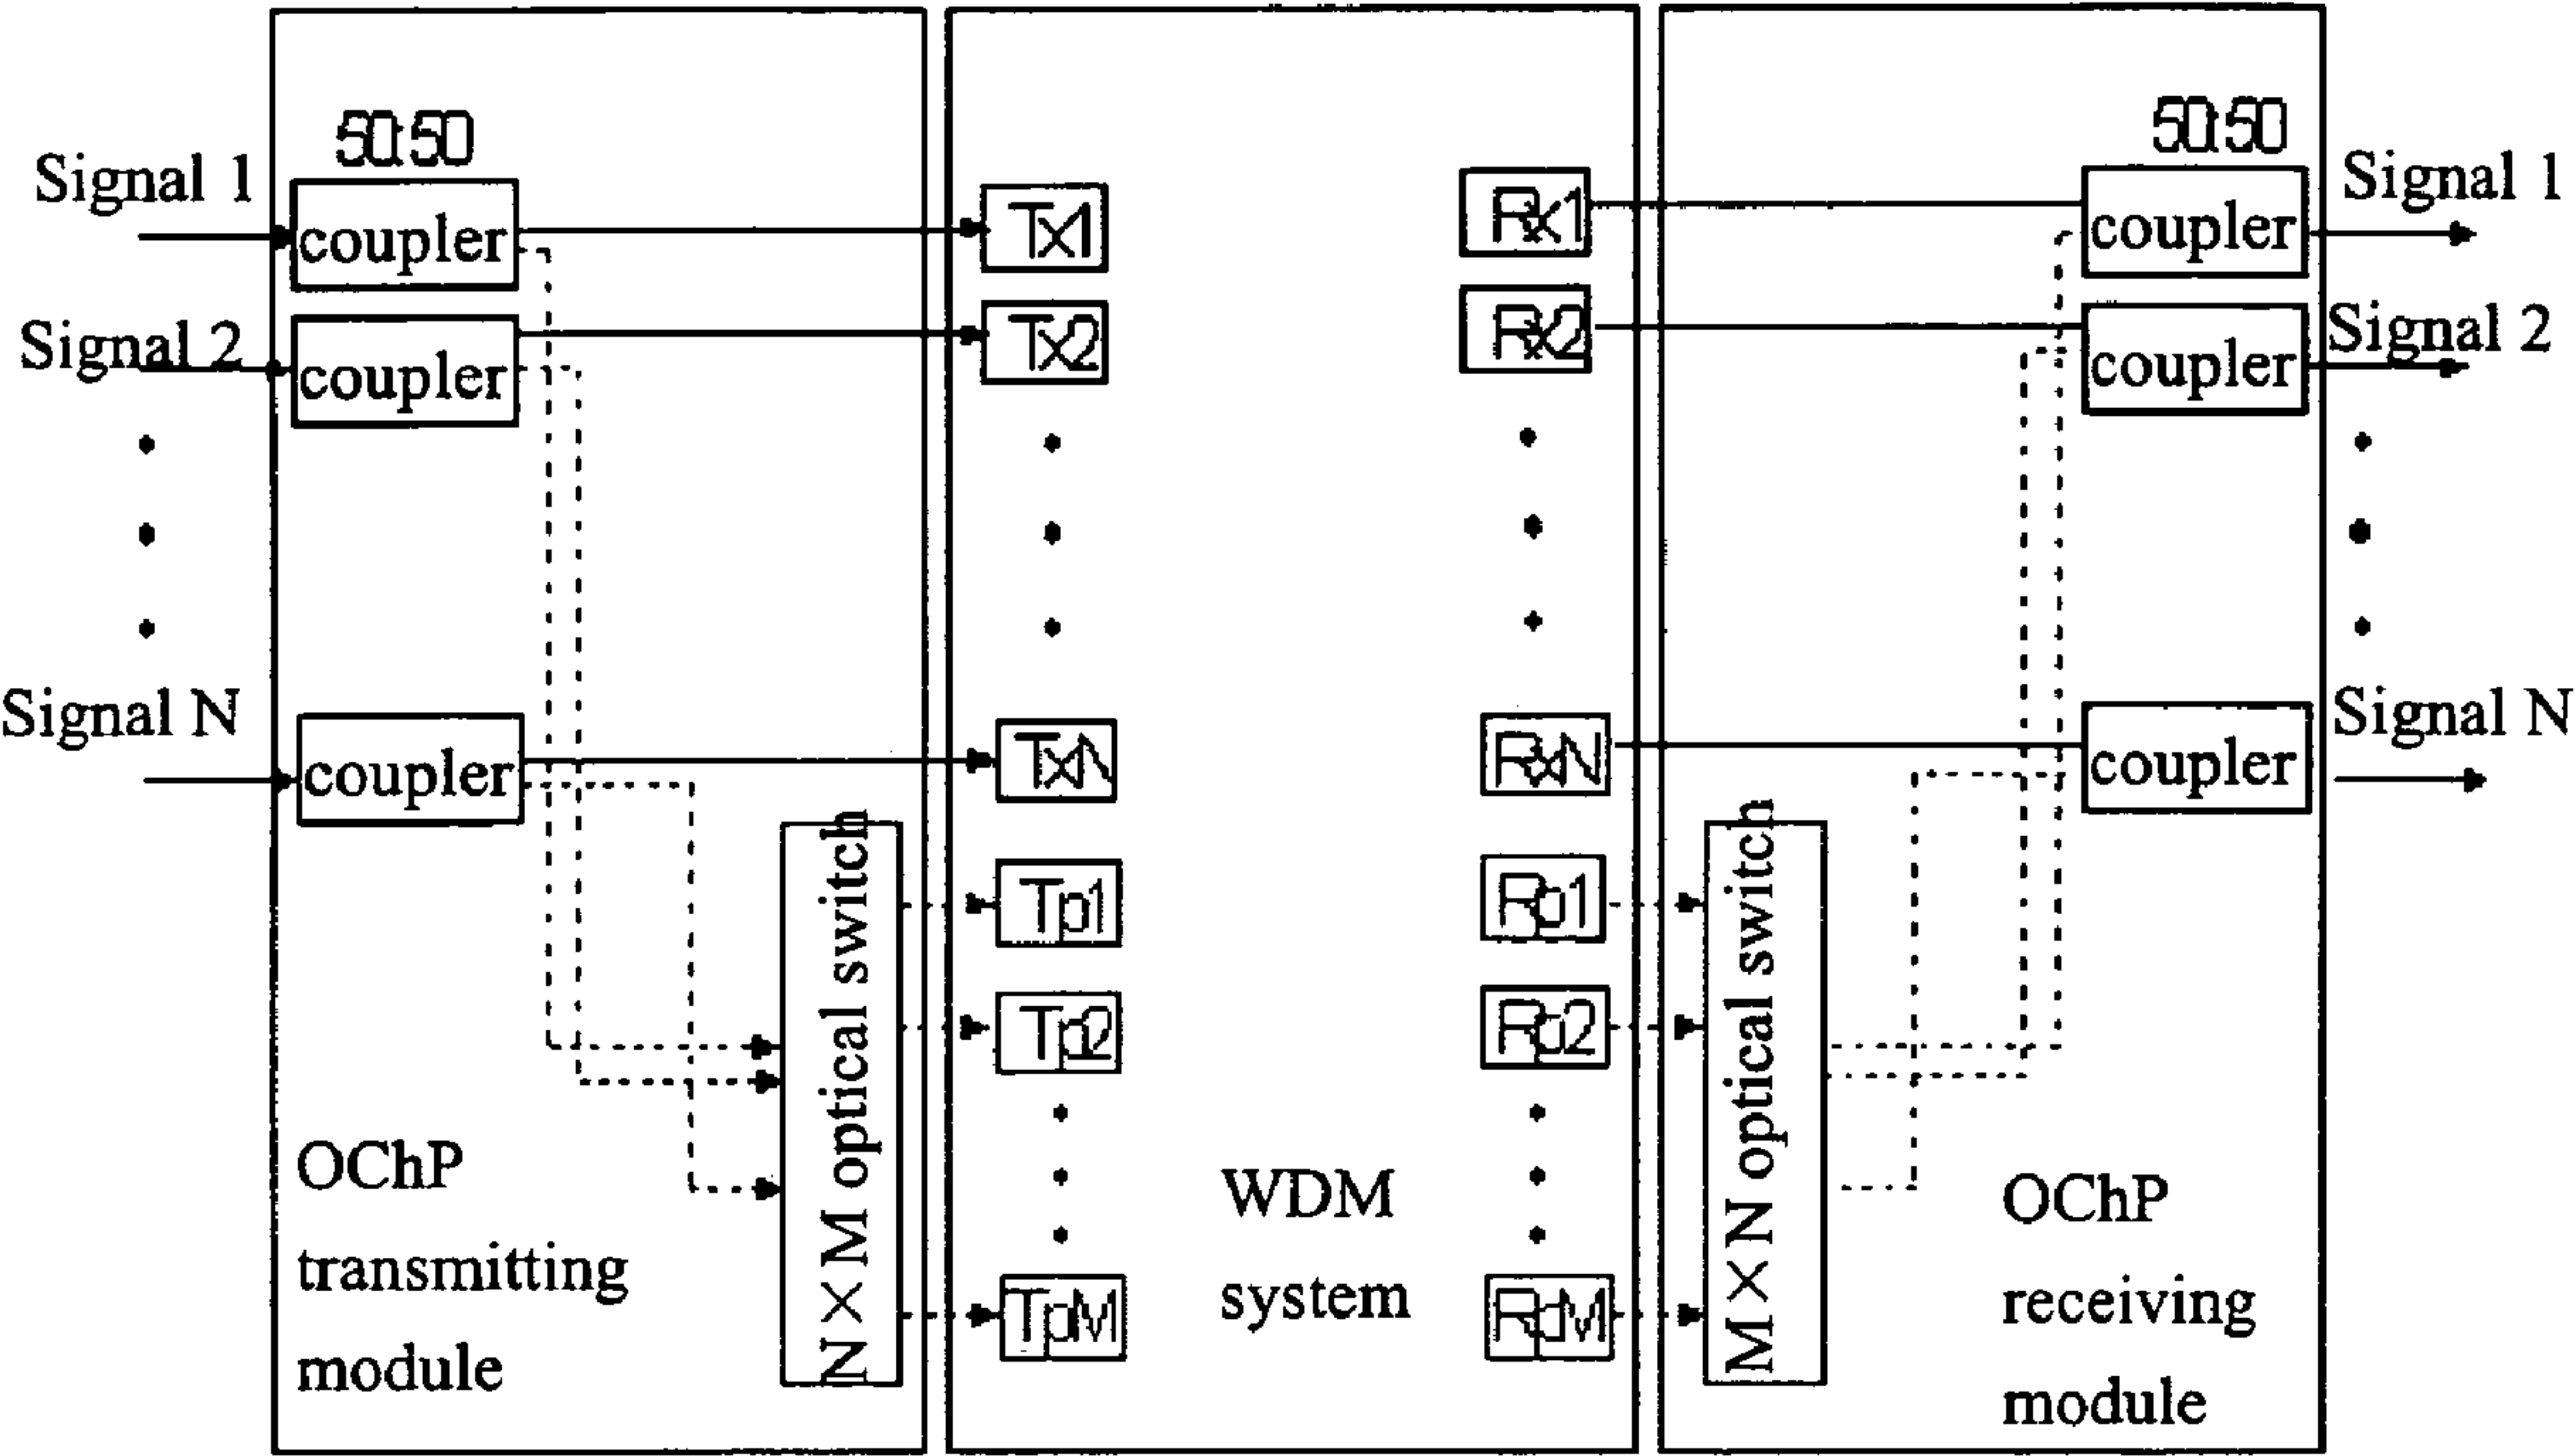 50:50
Signal 1
coupler
Signal 2
coupler
Signal N
coupler
N×M optical switch
OChP
transmitting
module
Tx1
Tx2
TxN
Tp1
Tp2
TpM
Rx1
Rx2
RxN
Rp1
Rp2
RpM
WDM
system
50:50
coupler
Signal 1
coupler
Signal 2
coupler
Signal N
M×N optical switch
OChP
receiving
module